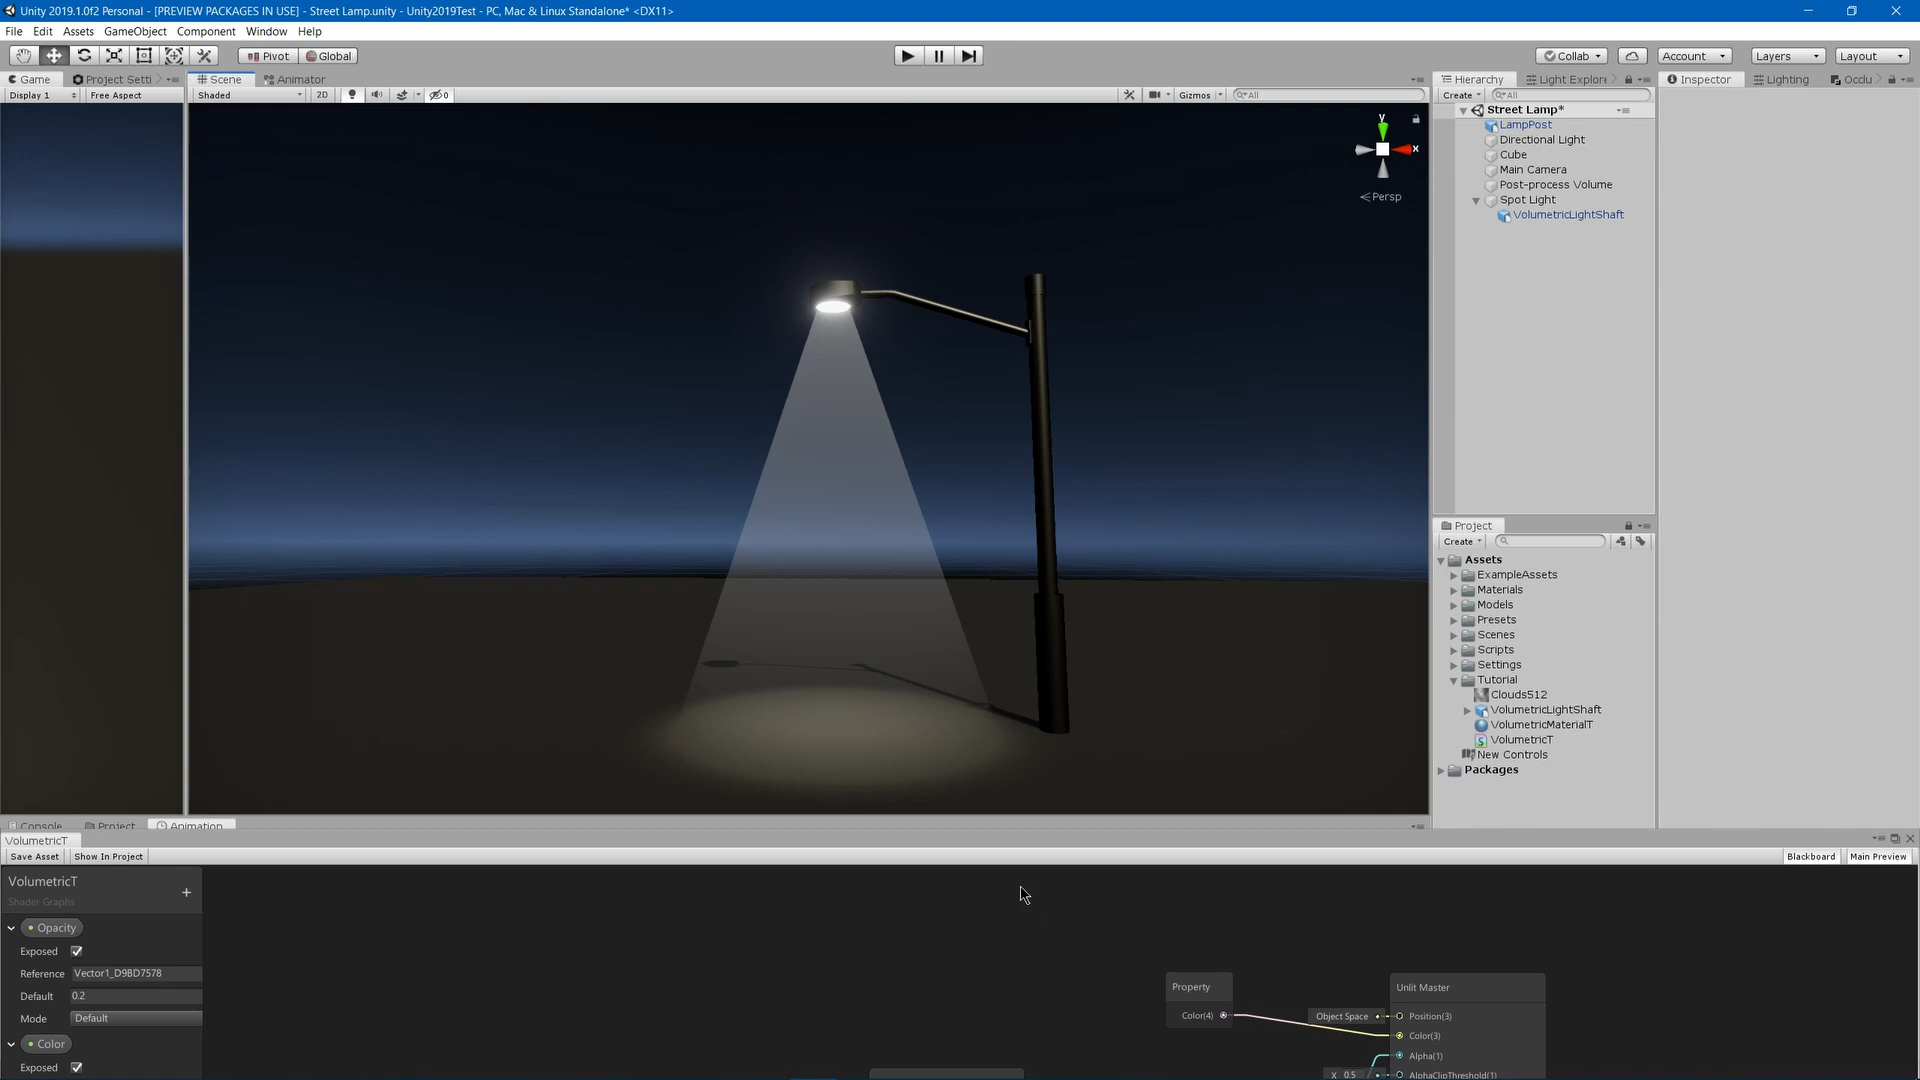 Unity 2019.1.0f2 Personal - [PREVIEW PACKAGES IN USE] - Street Lamp.unity - Unity2019Test - PC, Mac & Linux Standalone* <DX11>
File Edit Assets GameObject Component Window Help
Pivot Global Collab Account Layers Layout
Game Project Setti Scene Animator Hierarchy Light Explore Inspector Lighting Occlu
Display 1 Free Aspect Shaded 2D 0 Gizmos All Create All
Street Lamp*
LampPost
Directional Light
Cube
Main Camera
Post-process Volume
Spot Light
VolumetricLightShaft
y
x
Persp
Project
Create
Assets
ExampleAssets
Materials
Models
Presets
Scenes
Scripts
Settings
Tutorial
Clouds512
VolumetricLightShaft
VolumetricMaterialT
VolumetricT
New Controls
Packages
Console Project Animation
VolumetricT
Save Asset Show In Project Blackboard Main Preview
VolumetricT
Shader Graphs
Opacity
Exposed
Reference Vector1_D9BD7578
Default 0.2
Mode Default
Color
Exposed
Property
Color(4)
Unlit Master
Object Space Position(3)
Color(3)
Alpha(1)
X 0.5 AlphaClipThreshold(1)